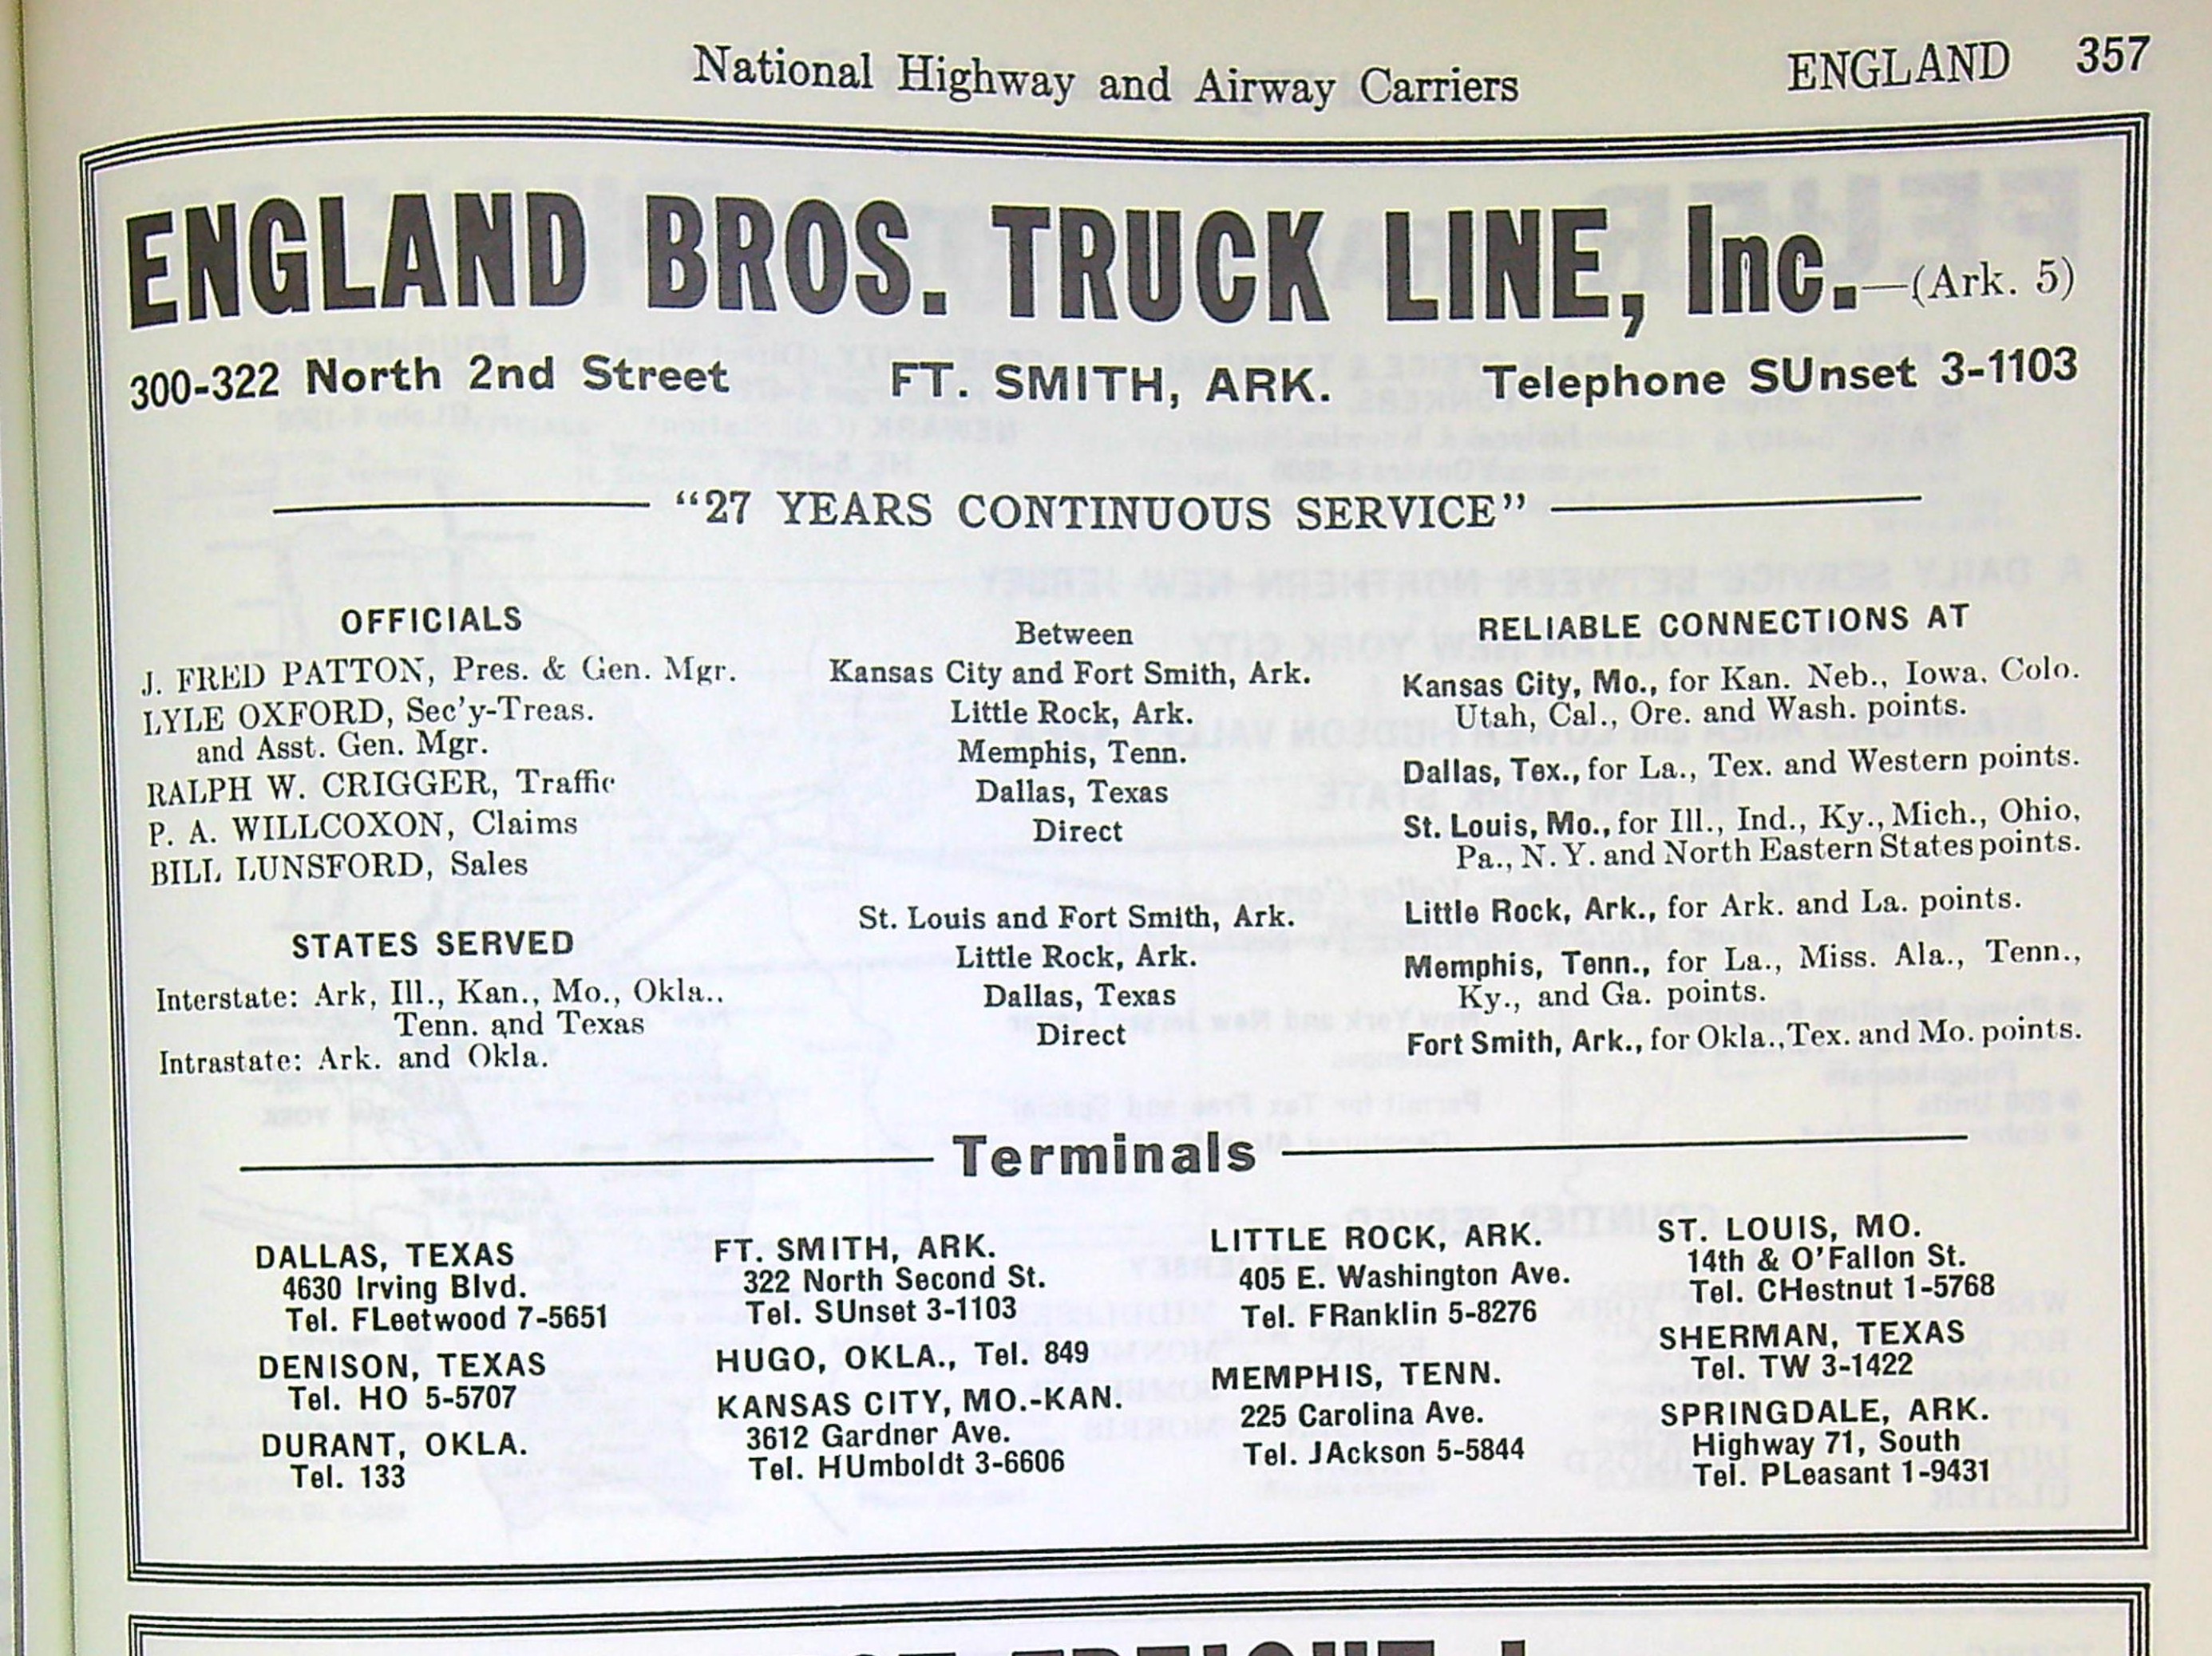 National Highway and Airway Carriers
ENGLAND 357
ENGLAND BROS. TRUCK LINE, Inc.—(Ark. 5)
300-322 North 2nd Street FT. SMITH, ARK. Telephone SUnset 3-1103
“27 YEARS CONTINUOUS SERVICE”
OFFICIALS
J. FRED PATTON, Pres. & Gen. Mgr.
LYLE OXFORD, Sec'y-Treas.
and Asst. Gen. Mgr.
RALPH W. CRIGGER, Traffic
P. A. WILLCOXON, Claims
BILL LUNSFORD, Sales
STATES SERVED
Interstate: Ark, Ill., Kan., Mo., Okla..
Tenn. and Texas
Intrastate: Ark. and Okla.
Between
Kansas City and Fort Smith, Ark.
Little Rock, Ark.
Memphis, Tenn.
Dallas, Texas
Direct
St. Louis and Fort Smith, Ark.
Little Rock, Ark.
Dallas, Texas
Direct
RELIABLE CONNECTIONS AT
Kansas City, Mo., for Kan. Neb., Iowa, Colo.
Utah, Cal., Ore. and Wash. points.
Dallas, Tex., for La., Tex. and Western points.
St. Louis, Mo., for Ill., Ind., Ky., Mich., Ohio,
Pa., N.Y. and North Eastern States points.
Little Rock, Ark., for Ark. and La. points.
Memphis, Tenn., for La., Miss. Ala., Tenn.,
Ky., and Ga. points.
Fort Smith, Ark., for Okla., Tex. and Mo. points.
Terminals
DALLAS, TEXAS
4630 Irving Blvd.
Tel. FLeetwood 7-5651
DENISON, TEXAS
Tel. HO 5-5707
DURANT, OKLA.
Tel. 133
FT. SMITH, ARK.
322 North Second St.
Tel. SUnset 3-1103
HUGO, OKLA., Tel. 849
KANSAS CITY, MO.-KAN.
3612 Gardner Ave.
Tel. HUmboldt 3-6606
LITTLE ROCK, ARK.
405 E. Washington Ave.
Tel. FRanklin 5-8276
MEMPHIS, TENN.
225 Carolina Ave.
Tel. JAckson 5-5844
ST. LOUIS, MO.
14th & O'Fallon St.
Tel. CHestnut 1-5768
SHERMAN, TEXAS
Tel. TW 3-1422
SPRINGDALE, ARK.
Highway 71, South
Tel. PLeasant 1-9431